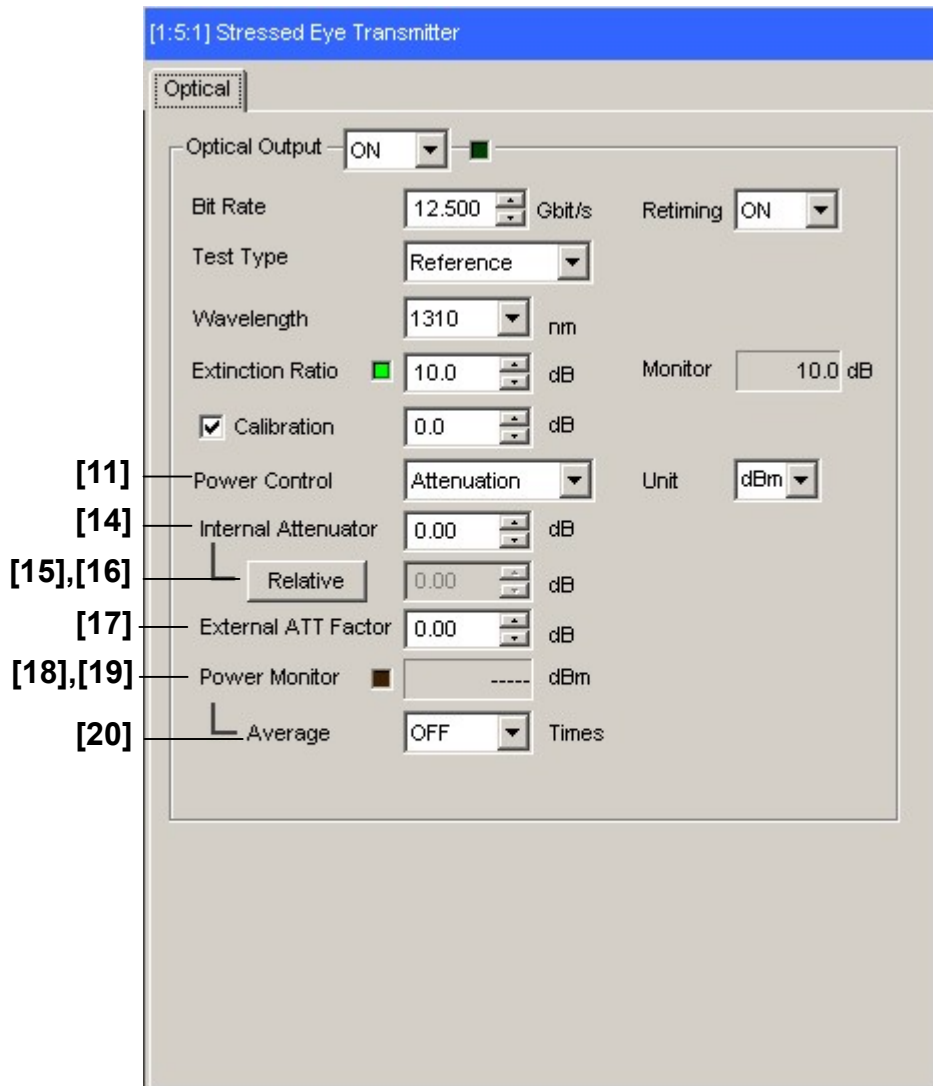 [1:5:1] Stressed Eye Transmitter
Optical
Optical Output ON
Bit Rate 12.500 Gbit/s Retiming ON
Test Type Reference
Wavelength 1310 nm
Extinction Ratio 10.0 dB Monitor 10.0 dB
Calibration 0.0 dB
[11] Power Control Attenuation Unit dBm
[14] Internal Attenuator 0.00 dB
[15],[16] Relative 0.00 dB
[17] External ATT Factor 0.00 dB
[18],[19] Power Monitor ----- dBm
[20] Average OFF Times